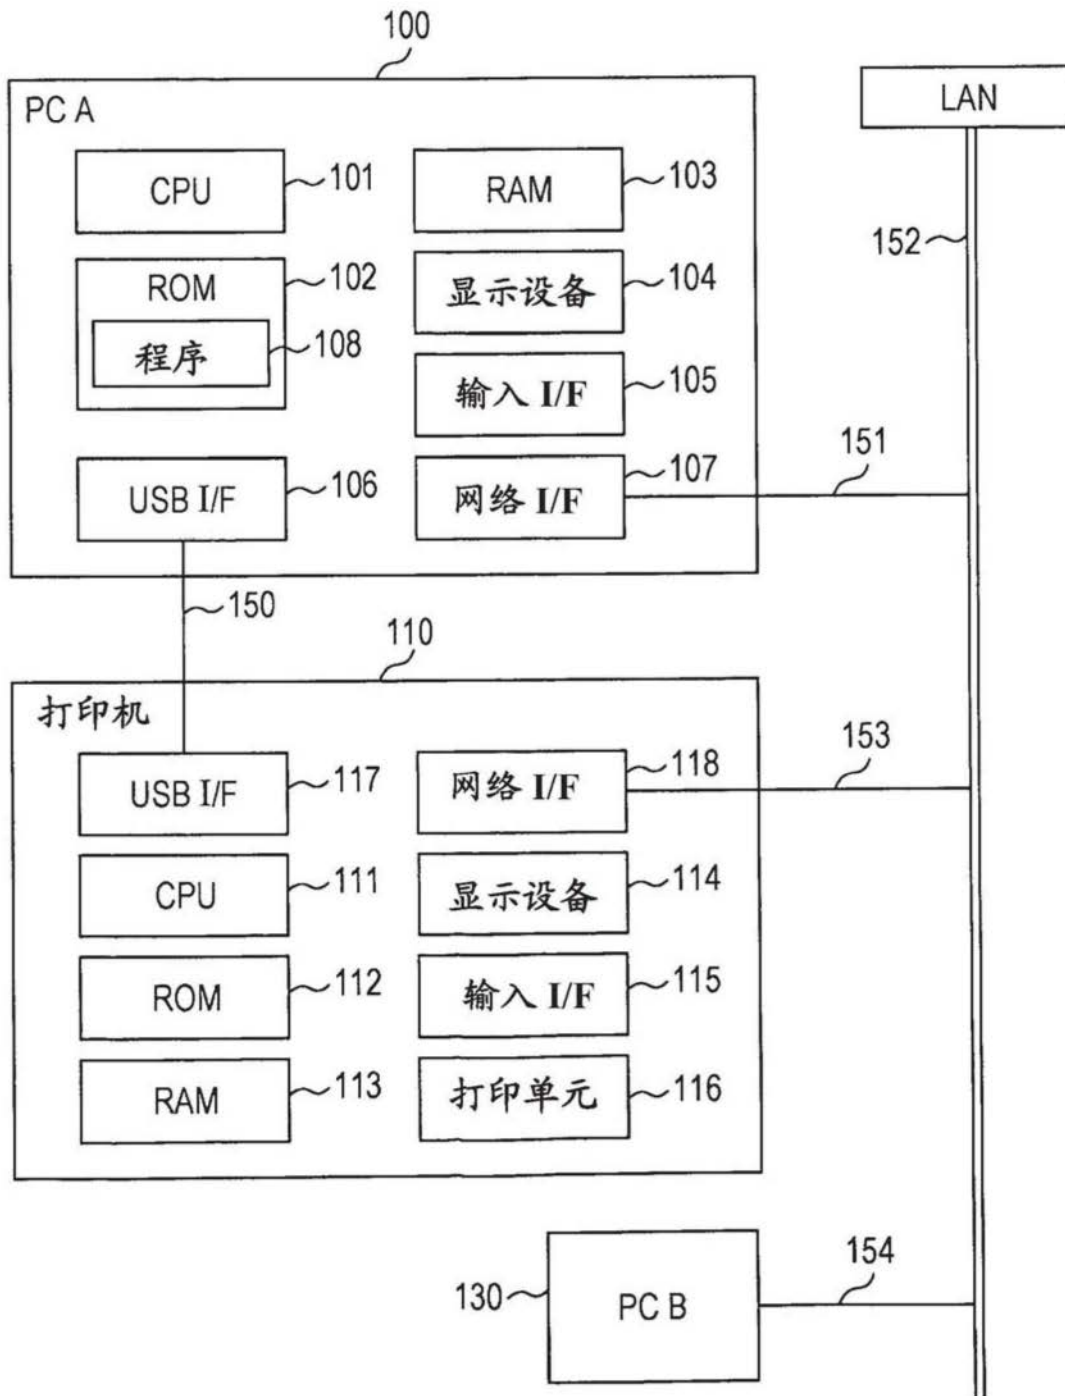 100
PC A
LAN
CPU
101
RAM
103
152
ROM
102
程序
108
显示设备
104
输入 I/F
105
USB I/F
106
网络 I/F
107
151
150
110
打印机
153
USB I/F
117
网络 I/F
118
CPU
111
显示设备
114
ROM
112
输入 I/F
115
RAM
113
打印单元
116
130
PC B
154